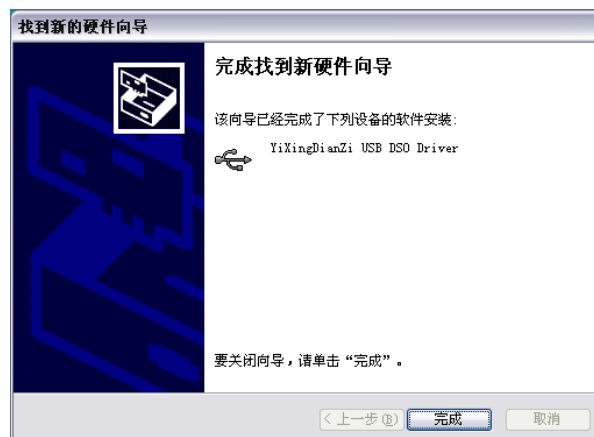 找到新的硬件向导
完成找到新硬件向导
该向导已经完成了下列设备的软件安装:
YiXingDianZi USB DSO Driver
要关闭向导，请单击“完成”。
< 上一步(B)
完成
取消